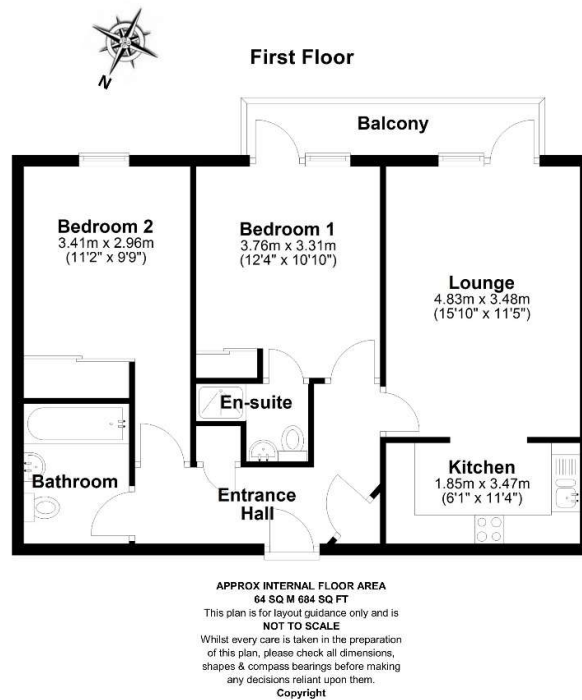 N
First Floor
Balcony
Bedroom 2
3.41m x 2.96m
(11'2" x 9'9")
Bedroom 1
3.76m x 3.31m
(12'4" x 10'10")
Lounge
4.83m x 3.48m
(15'10" x 11'5")
En-suite
Bathroom
Entrance
Hall
Kitchen
1.85m x 3.47m
(6'1" x 11'4")
APPROX INTERNAL FLOOR AREA
64 SQ M 684 SQ FT
This plan is for layout guidance only and is
NOT TO SCALE
Whilst every care is taken in the preparation
of this plan, please check all dimensions,
shapes & compass bearings before making
any decisions reliant upon them.
Copyright